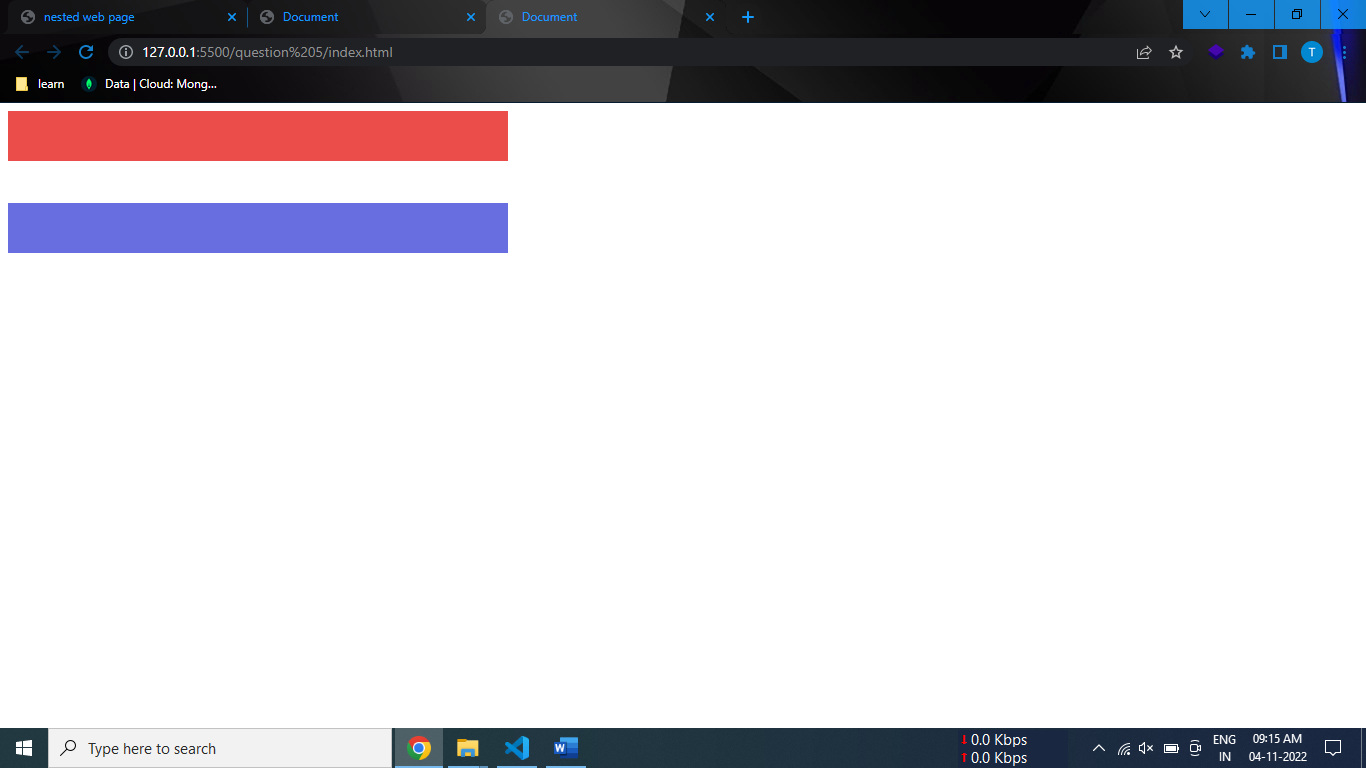 nested web page
Document
Document
127.0.0.1:5500/question%205/index.html
T
learn
Data | Cloud: Mong...
Type here to search
0.0 Kbps
0.0 Kbps
ENG
IN
09:15 AM
04-11-2022